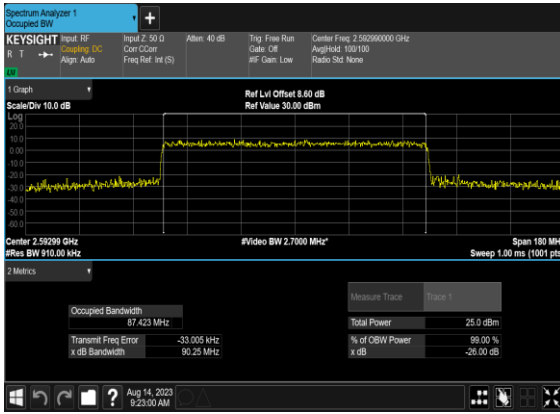 Spectrum Analyzer 1
Occupied BW
KEYSIGHT Input: RF Input Z: 50 Ω Atten: 40 dB Trig: Free Run Center Freq: 2.592990000 GHz
R T Coupling: DC Corr CCorr Gate: Off Avg|Hold: 100/100
Align: Auto Freq Ref: Int (S) #IF Gain: Low Radio Std: None
LW
1 Graph
Scale/Div 10.0 dB Ref Lvl Offset 8.60 dB
Ref Value 30.00 dBm
Log
20.0
10.0
0.00
-10.0
-20.0
-30.0
-40.0
-50.0
-60.0
Center 2.59299 GHz #Video BW 2.7000 MHz* Span 180 MH
#Res BW 910.00 kHz Sweep 1.00 ms (1001 pts
2 Metrics
Measure Trace Trace 1
Occupied Bandwidth
87.423 MHz Total Power 25.0 dBm
Transmit Freq Error -33.005 kHz % of OBW Power 99.00 %
x dB Bandwidth 90.25 MHz x dB -26.00 dB
Aug 14, 2023
9:23:00 AM